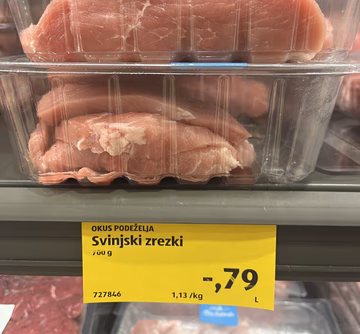 OKUS PODEŽELJA
Svinjski zrezki
700 g
-,79
727846 1,13 /kg L